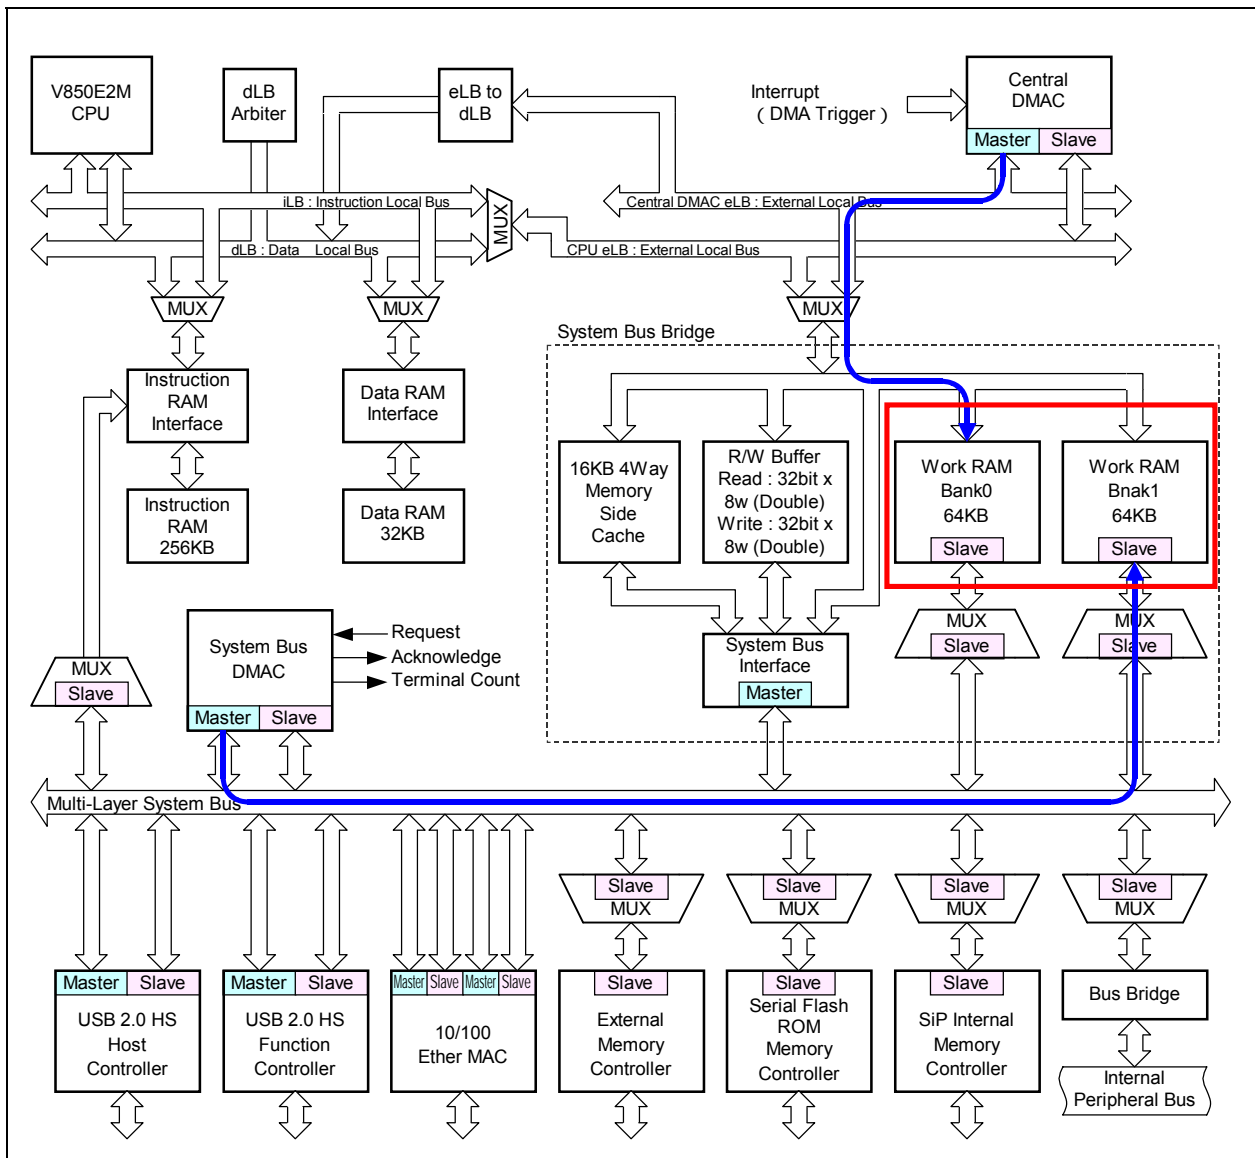 V850E2M
CPU
dLB
Arbiter
eLB to
dLB
Interrupt
( DMA Trigger )
Central
DMAC
Master
Slave
iLB : Instruction Local Bus
MUX
Central DMAC eLB : External Local Bus
dLB : Data Local Bus
CPU eLB : External Local Bus
MUX
MUX
MUX
System Bus Bridge
Instruction
RAM
Interface
Data RAM
Interface
16KB 4Way
Memory
Side
Cache
R/W Buffer
Read : 32bit x
8w (Double)
Write : 32bit x
8w (Double)
Work RAM
Bank0
64KB
Slave
Work RAM
Bnak1
64KB
Slave
Instruction
RAM
256KB
Data RAM
32KB
MUX
Slave
MUX
Slave
System Bus
DMAC
Master
Slave
Request
Acknowledge
Terminal Count
System Bus
Interface
Master
MUX
Slave
Multi-Layer System Bus
Slave
MUX
Slave
MUX
Slave
MUX
Slave
MUX
Master
Slave
USB 2.0 HS
Host
Controller
Master
Slave
USB 2.0 HS
Function
Controller
Master
Slave
Master
Slave
10/100
Ether MAC
Slave
External
Memory
Controller
Slave
Serial Flash
ROM
Memory
Controller
Slave
SiP Internal
Memory
Controller
Bus Bridge
Internal
Peripheral Bus